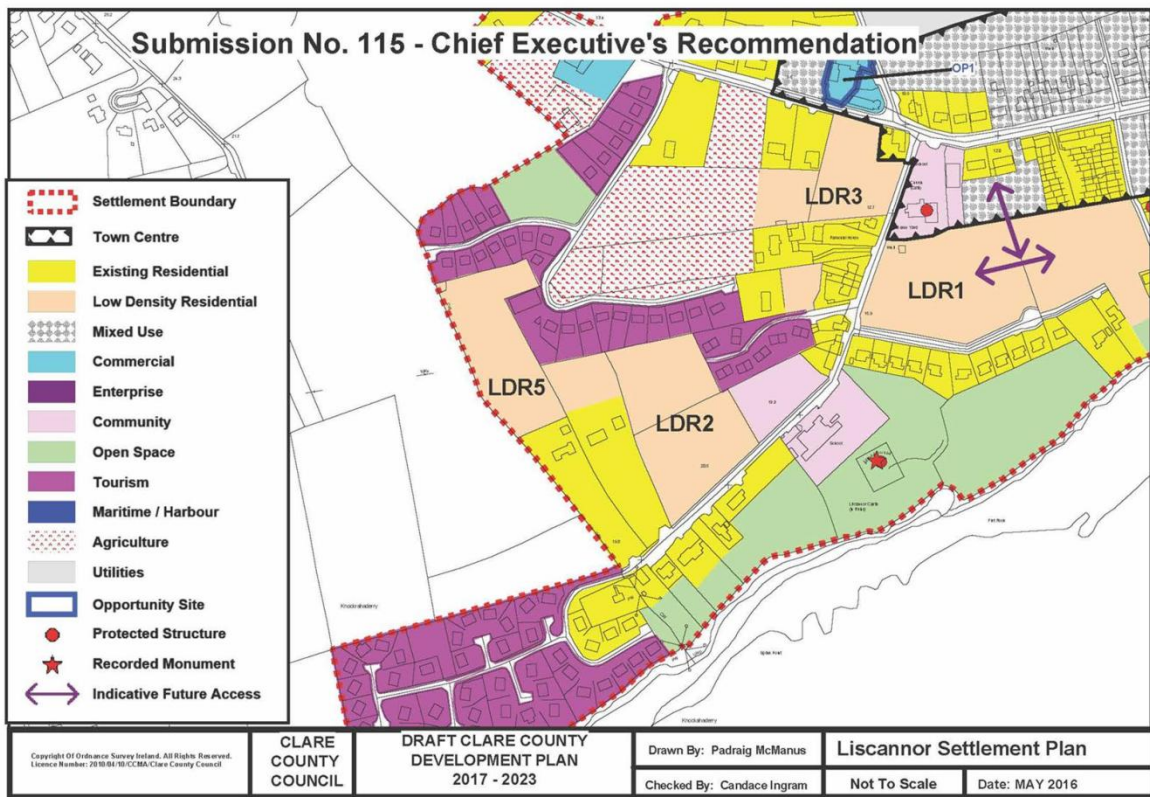 Submission No. 115 - Chief Executive's Recommendation
OP1
LDR3
LDR1
LDR5
LDR2
Knockahaderry
Knockahaderry
Settlement Boundary
Town Centre
Existing Residential
Low Density Residential
Mixed Use
Commercial
Enterprise
Community
Open Space
Tourism
Maritime / Harbour
Agriculture
Utilities
Opportunity Site
Protected Structure
Recorded Monument
Indicative Future Access
Copyright Of Ordnance Survey Ireland. All Rights Reserved.
Licence Number: 2010/04/10/CCMA/Clare County Council
CLARE
COUNTY
COUNCIL
DRAFT CLARE COUNTY
DEVELOPMENT PLAN
2017 - 2023
Drawn By: Padraig McManus
Checked By: Candace Ingram
Liscannor Settlement Plan
Not To Scale
Date: MAY 2016